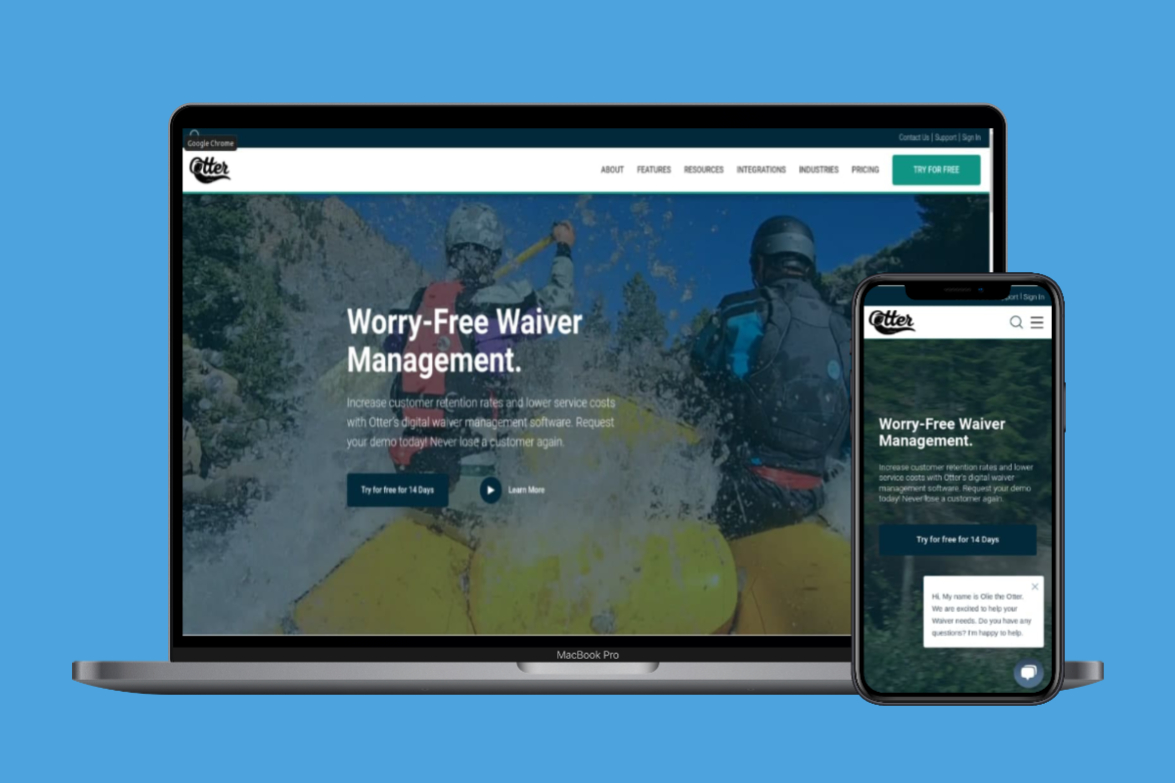 Google Chrome
Contact Us | Support | Sign In
Otter
ABOUT FEATURES RESOURCES INTEGRATIONS INDUSTRIES PRICING TRY FOR FREE
Worry-Free Waiver
Management.
Increase customer retention rates and lower service costs
with Otter's digital waiver management software. Request
your demo today! Never lose a customer again.
Try for free for 14 Days
Learn More
MacBook Pro
Sign In
Otter
Worry-Free Waiver
Management.
Increase customer retention rates and lower
service costs with Otter's digital waiver
management software. Request your demo
today! Never lose a customer again.
Try for free for 14 Days
Hi, My name is Olie the Otter.
We are excited to help your
Waiver needs. Do you have any
questions? I'm happy to help.